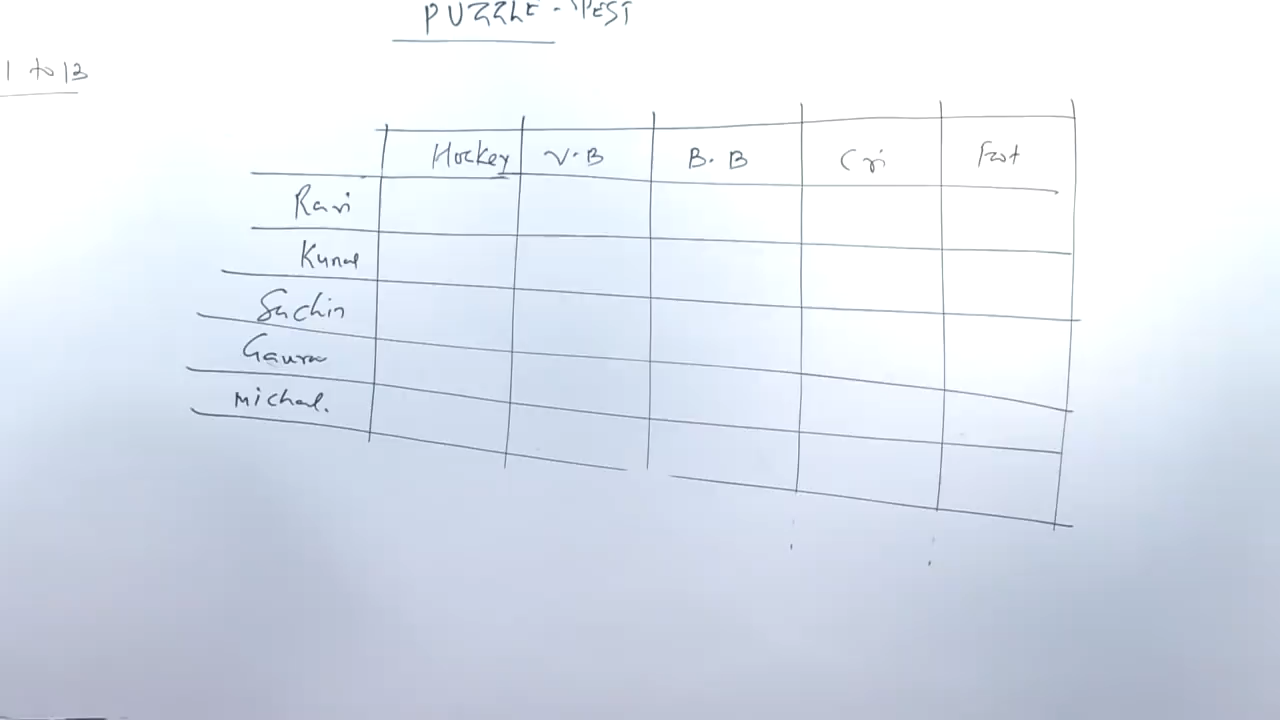 PUZZLE - TEST
1 to 13
Hockey V.B B.B Cri Foot
Ravi
Kunal
Sachin
Gaurav
Michal.